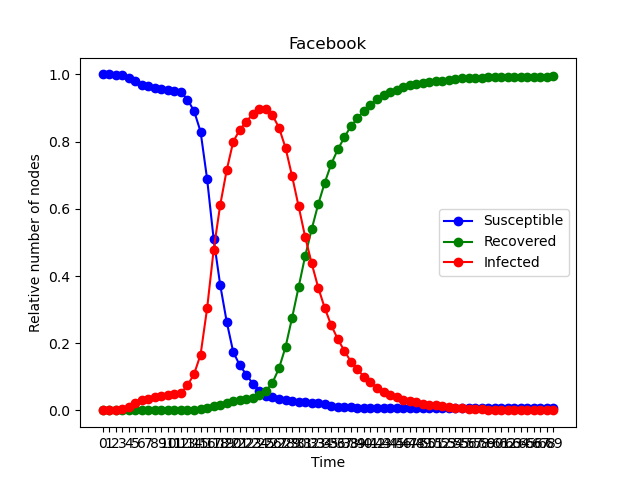 Facebook
1.0
0.8
0.6
0.4
0.2
0.0
Relative number of nodes
Susceptible
Recovered
Infected
Time